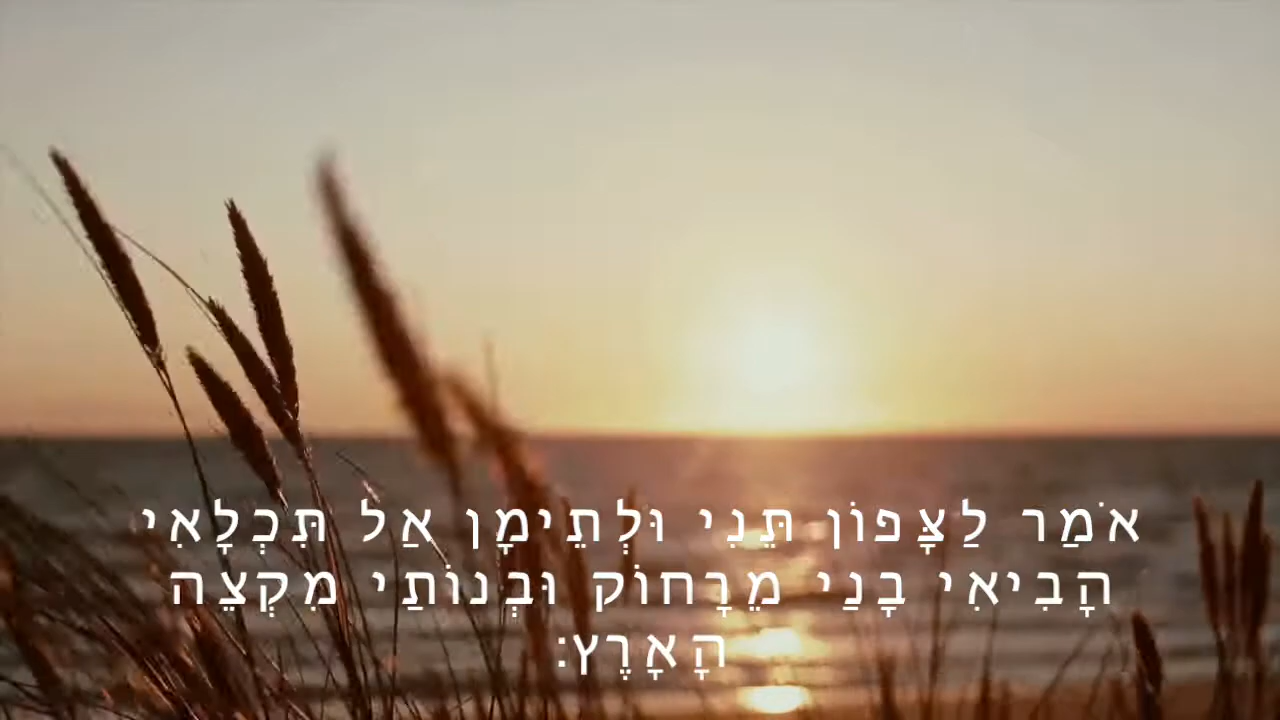 אֹמַר לַצָּפוֹן תֵּנִי וּלְתֵימָן אַל תִּכְלָאִי
הָבִיאִי בָנַי מֵרָחוֹק וּבְנוֹתַי מִקְצֵה
הָאָרֶץ: